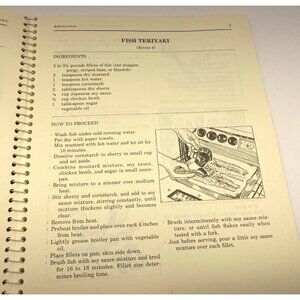 BROILING
5
FISH TERIYAKI
(Serves 4)
INGREDIENTS
2 to 2½ pounds fillets of fish (red snapper,
porgy, striped bass, or bluefish)
2 teaspoons dry mustard
1 teaspoon hot water
1 teaspoon cornstarch
2 tablespoons dry sherry
cup Japanese soy sauce
cup chicken broth
1 tablespoon sugar
1 vegetable oil
HOW TO PROCEED
Wash fish under cold running water.
Pat dry with paper towels.
Mix mustard with hot water and let sit for
10 minutes.
Dissolve cornstarch in sherry in small cup
and set aside.
Combine mustard mixture, soy sauce,
chicken broth, and sugar in small sauce-
pan.
Bring mixture to a simmer over medium
heat.
Stir sherry and cornstarch, and add to soy
mixture, stirring constantly, until
mixture thickens slightly and becomes
clear.
Remove from heat.
Preheat broiler and place oven rack 4 inches
from heat.
Lightly grease broiler pan with vegetable
oil.
Place fillets on pan, skin side down.
Brush fish with soy sauce mixture and broil
for 16 to 18 minutes. Fillet size deter-
mines broiling time.
Brush intermittently with soy sauce mix-
ture, or until fish flakes easily when
tested with a fork.
Just before serving, pour a little soy sauce
mixture over each fillet.